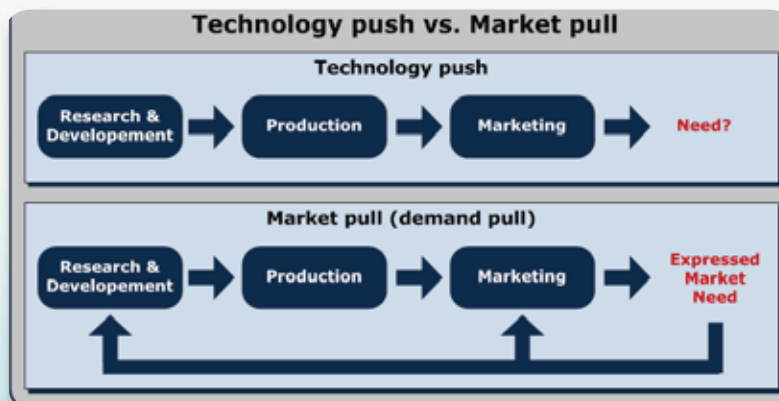 Technology push vs. Market pull
Technology push
Research &
Developement
Production
Marketing
Need?
Market pull (demand pull)
Research &
Developement
Production
Marketing
Expressed
Market
Need